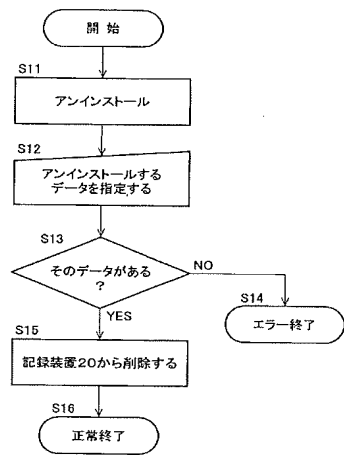 開 始
S11
アンインストール
S12
アンインストールする
データを指定する
S13
そのデータがある
?
NO
S14
エラー終了
YES
S15
記録装置20から削除する
S16
正常終了